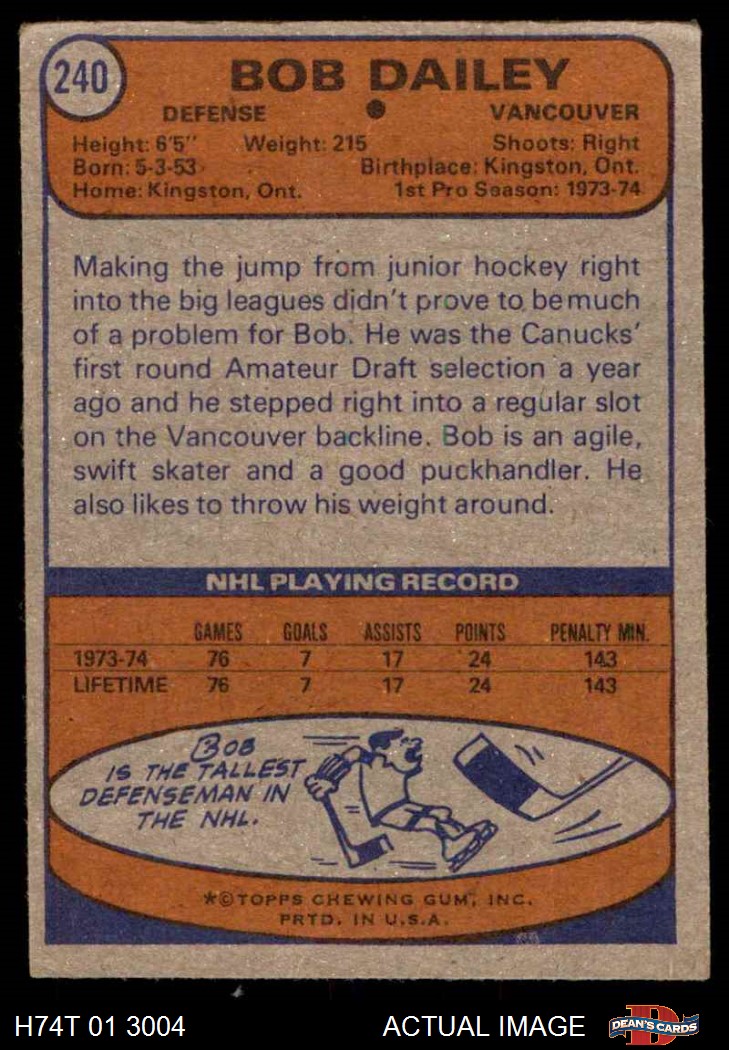 240
BOB DAILEY
DEFENSE ● VANCOUVER
Height: 6'5" Weight: 215 Shoots: Right
Born: 5-3-53 Birthplace: Kingston, Ont.
Home: Kingston, Ont. 1st Pro Season: 1973-74
Making the jump from junior hockey right
into the big leagues didn't prove to be much
of a problem for Bob. He was the Canucks'
first round Amateur Draft selection a year
ago and he stepped right into a regular slot
on the Vancouver backline. Bob is an agile,
swift skater and a good puckhandler. He
also likes to throw his weight around.
NHL PLAYING RECORD
GAMES GOALS ASSISTS POINTS PENALTY MIN.
1973-74 76 7 17 24 143
LIFETIME 76 7 17 24 143
BOB
IS THE TALLEST
DEFENSEMAN IN
THE NHL.
*©TOPPS CHEWING GUM, INC.
PRTD. IN U.S.A.
H74T 01 3004 ACTUAL IMAGE D DEAN'S CARDS